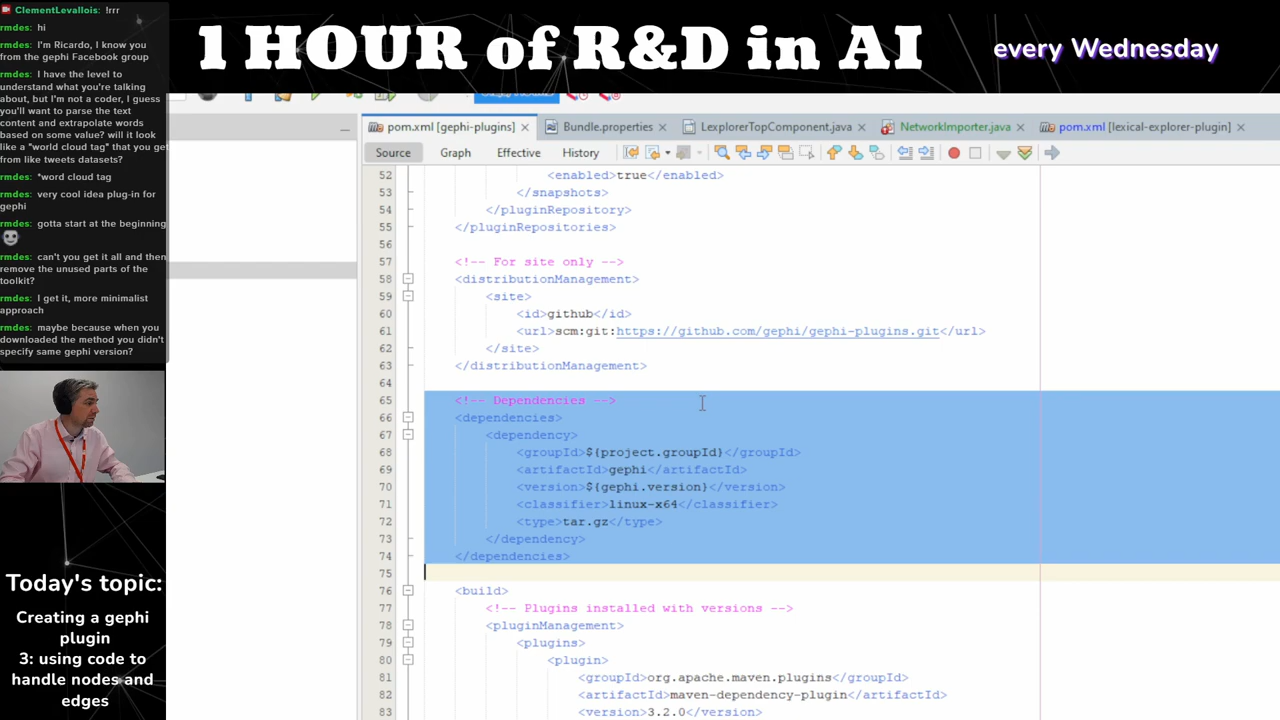 ClementLevallois: !rrr
rmdes: hi
rmdes: I'm Ricardo, I know you
from the gephi Facebook group
rmdes: I have the level to
understand what you're talking
about, but I'm not a coder, I guess
you'll want to parse the text
content and extrapolate words
based on some value? will it look
like a "world cloud tag" that you get
from like tweets datasets?
rmdes: *word cloud tag
rmdes: very cool idea plug-in for
gephi
rmdes: gotta start at the beginning
rmdes: can't you get it all and then
remove the unused parts of the
toolkit?
rmdes: I get it, more minimalist
approach
rmdes: maybe because when you
downloaded the method you didn't
specify same gephi version?
1 HOUR of R&D in AI
every Wednesday
pom.xml [gephi-plugins]
Bundle.properties
LexplorerTopComponent.java
NetworkImporter.java
pom.xml [lexical-explorer-plugin]
Source Graph Effective History
52 <enabled>true</enabled>
53 </snapshots>
54 </pluginRepository>
55 </pluginRepositories>
56
57 <!-- For site only -->
58 <distributionManagement>
59 <site>
60 <id>github</id>
61 <url>scm:git:https://github.com/gephi/gephi-plugins.git</url>
62 </site>
63 </distributionManagement>
64
65 <!-- Dependencies -->
66 <dependencies>
67 <dependency>
68 <groupId>${project.groupId}</groupId>
69 <artifactId>gephi</artifactId>
70 <version>${gephi.version}</version>
71 <classifier>linux-x64</classifier>
72 <type>tar.gz</type>
73 </dependency>
74 </dependencies>
75
76 <build>
77 <!-- Plugins installed with versions -->
78 <pluginManagement>
79 <plugins>
80 <plugin>
81 <groupId>org.apache.maven.plugins</groupId>
82 <artifactId>maven-dependency-plugin</artifactId>
83 <version>3.2.0</version>
Today's topic:
Creating a gephi
plugin
3: using code to
handle nodes and
edges